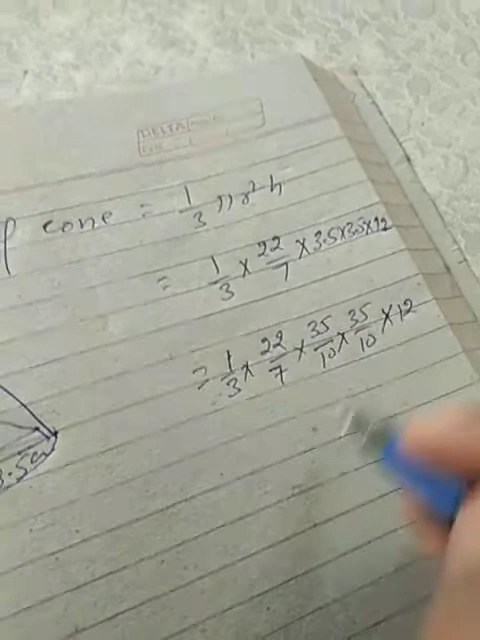 DELTA
cone = 1/3 πr²h
= 1/3 × 22/7 × 3.5×3.5×12
= 1/3 × 22/7 × 35/10 × 35/10 × 12
3.5